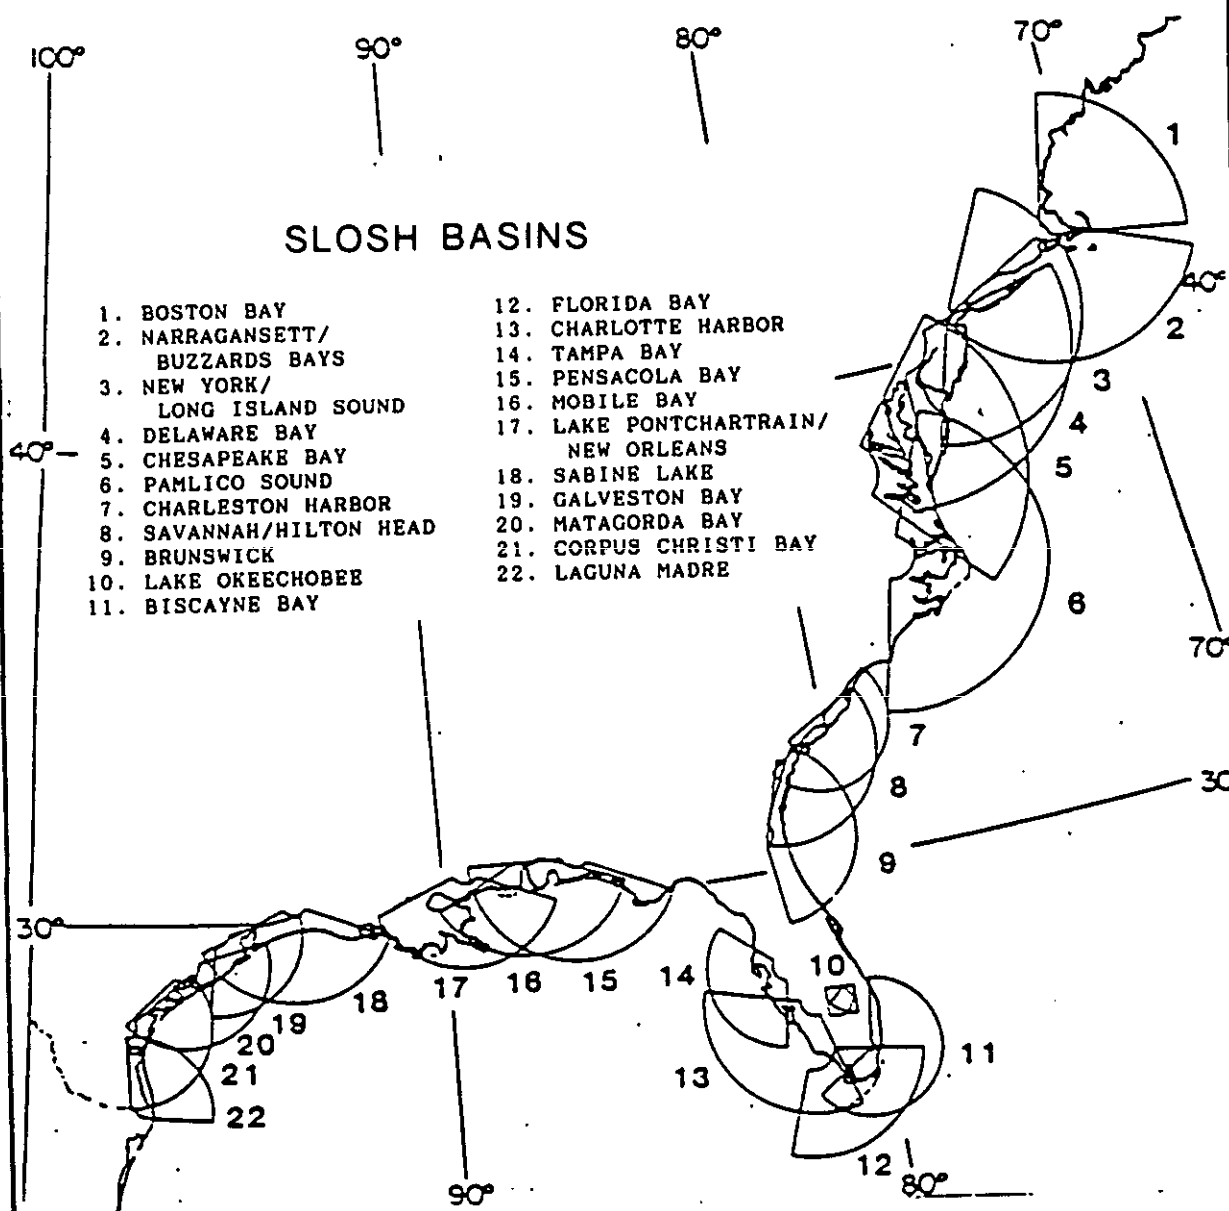 100°
90°
80°
70°
1
SLOSH BASINS
40°
2
1. BOSTON BAY
2. NARRAGANSETT/
BUZZARDS BAYS
3. NEW YORK/
LONG ISLAND SOUND
4. DELAWARE BAY
5. CHESAPEAKE BAY
6. PAMLICO SOUND
7. CHARLESTON HARBOR
8. SAVANNAH/HILTON HEAD
9. BRUNSWICK
10. LAKE OKEECHOBEE
11. BISCAYNE BAY
12. FLORIDA BAY
13. CHARLOTTE HARBOR
14. TAMPA BAY
15. PENSACOLA BAY
16. MOBILE BAY
17. LAKE PONTCHARTRAIN/
NEW ORLEANS
18. SABINE LAKE
19. GALVESTON BAY
20. MATAGORDA BAY
21. CORPUS CHRISTI BAY
22. LAGUNA MADRE
3
4
40°
5
6
70°
7
30
8
9
30°
10
14
15
16
17
18
19
20
11
21
13
22
12
80°
90°